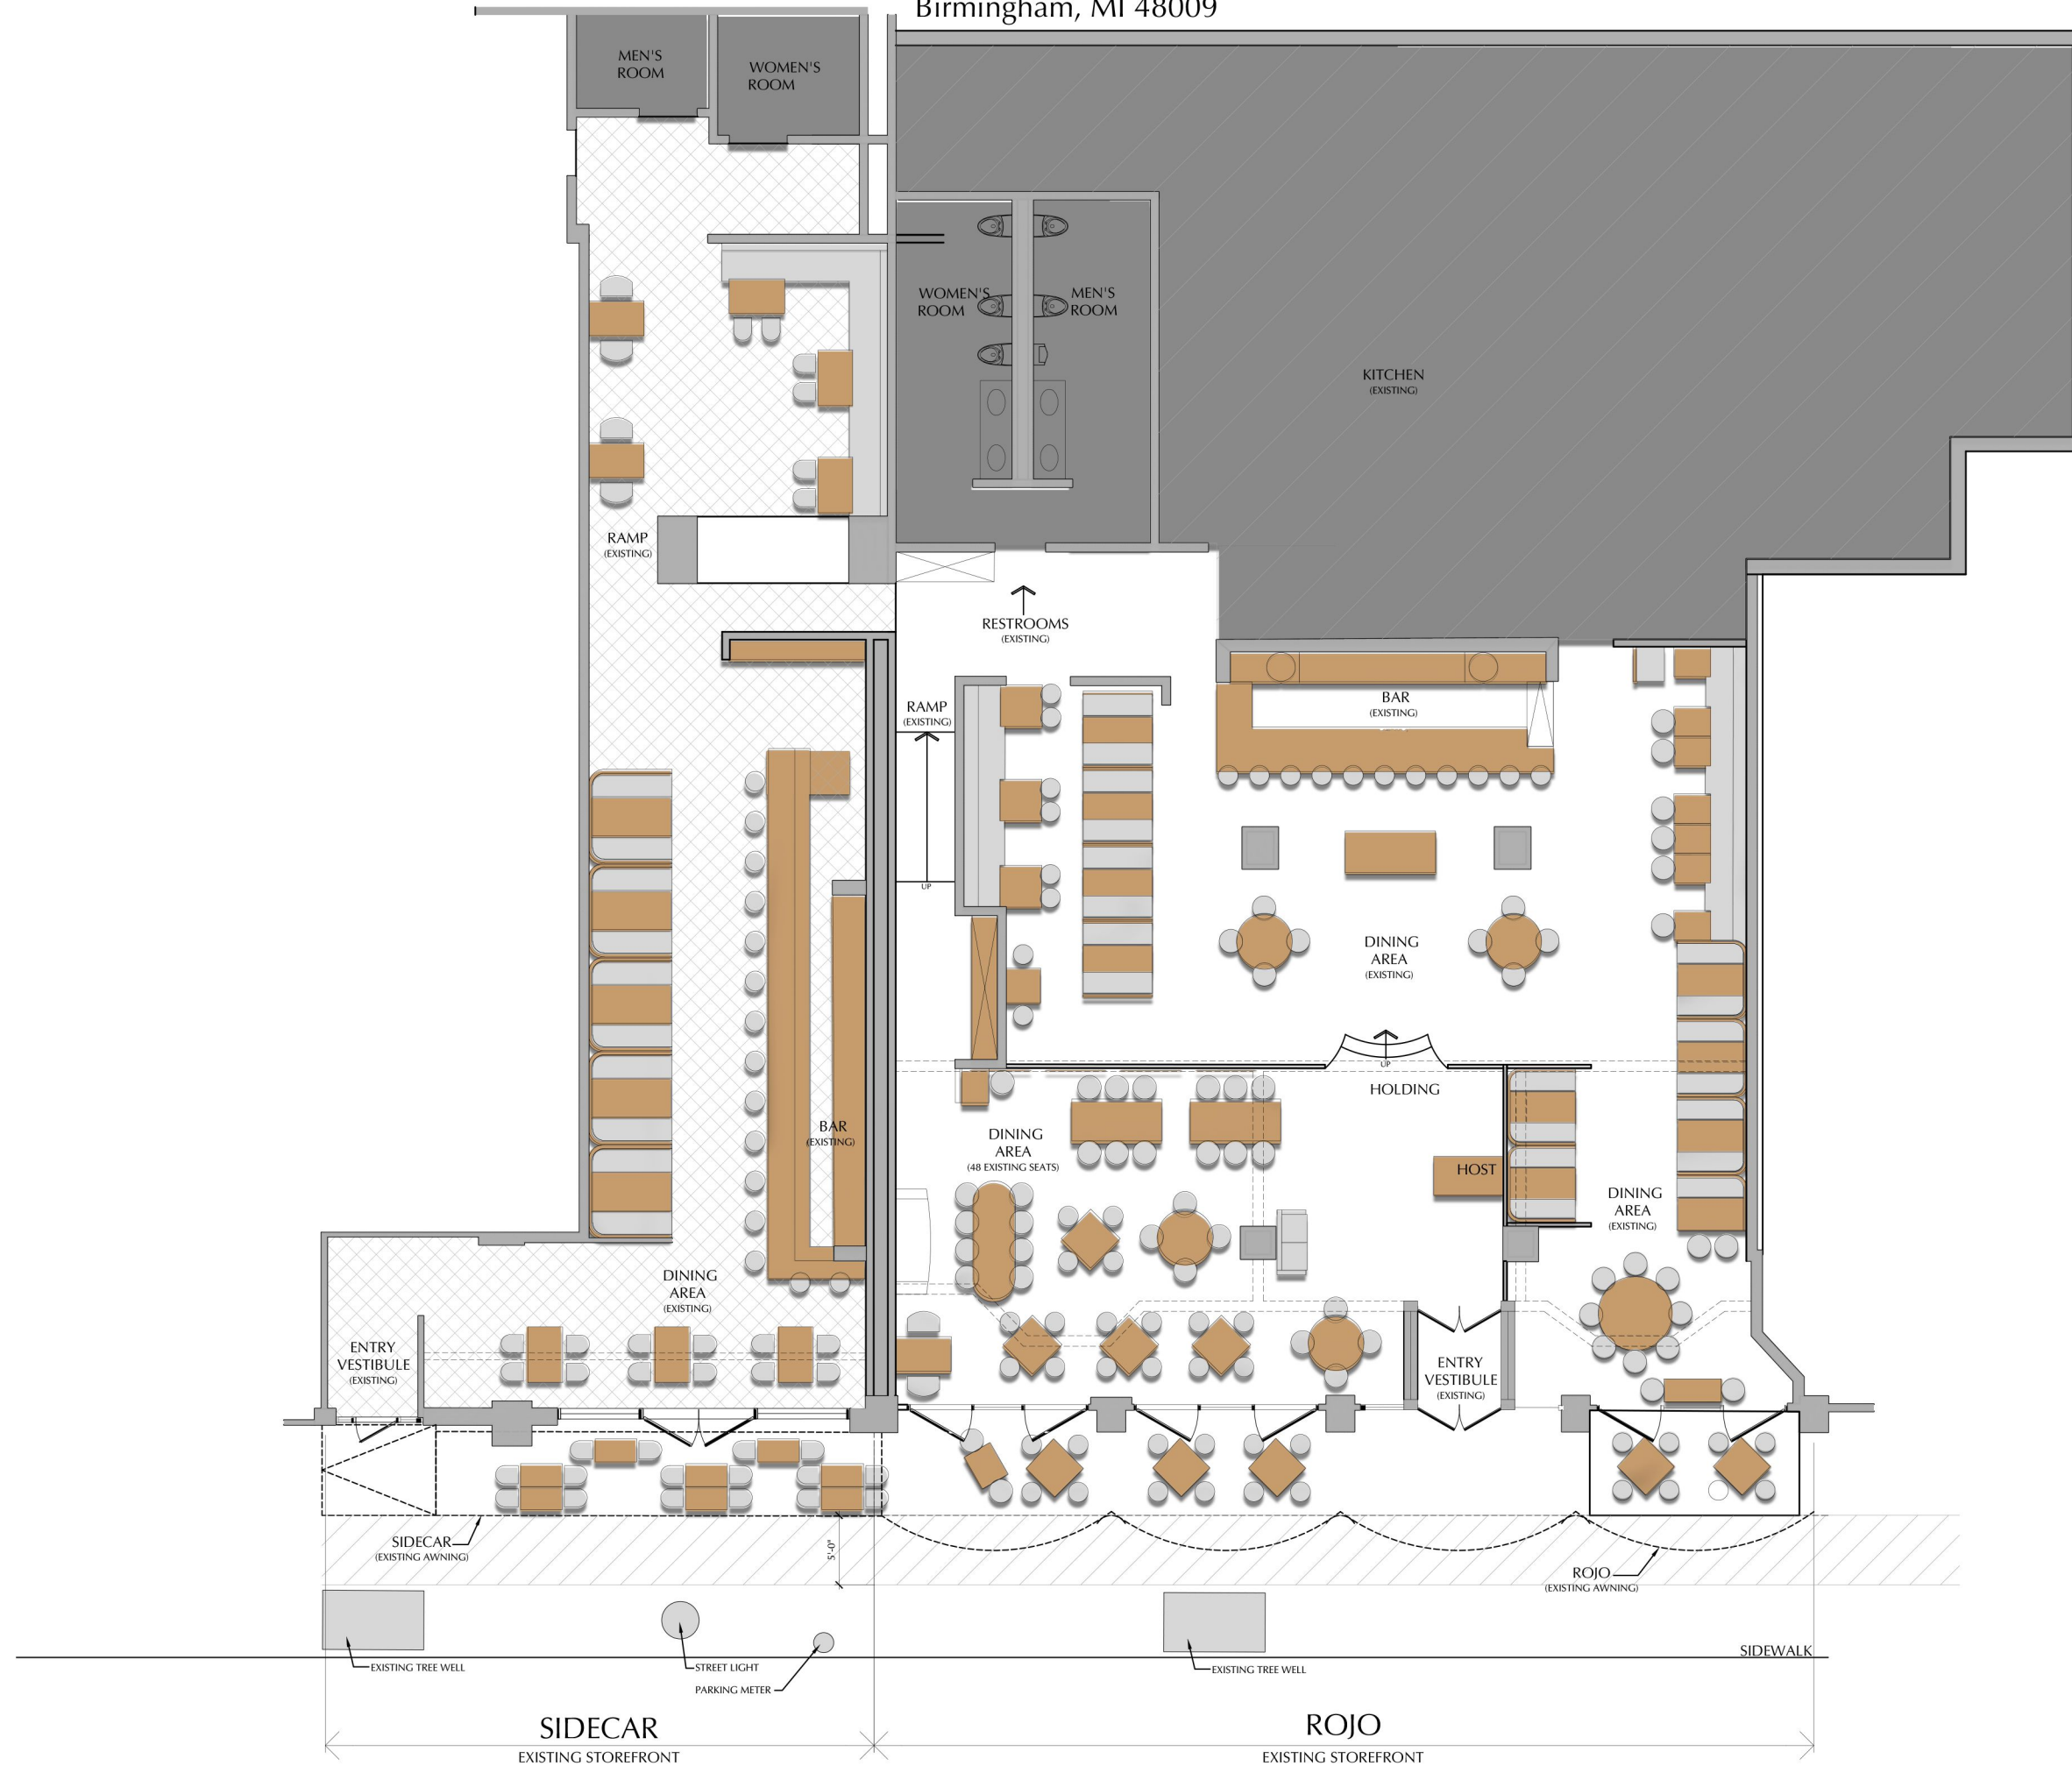 Birmingham, MI 48009
MEN'S
ROOM
WOMEN'S
ROOM
WOMEN'S
ROOM
MEN'S
ROOM
KITCHEN
(EXISTING)
RAMP
(EXISTING)
RESTROOMS
(EXISTING)
RAMP
(EXISTING)
BAR
(EXISTING)
UP
DINING
AREA
(EXISTING)
UP
HOLDING
BAR
(EXISTING)
DINING
AREA
(48 EXISTING SEATS)
HOST
DINING
AREA
(EXISTING)
DINING
AREA
(EXISTING)
ENTRY
VESTIBULE
(EXISTING)
ENTRY
VESTIBULE
(EXISTING)
SIDECAR
(EXISTING AWNING)
5'-0"
ROJO
(EXISTING AWNING)
SIDEWALK
EXISTING TREE WELL
STREET LIGHT
PARKING METER
EXISTING TREE WELL
SIDECAR
EXISTING STOREFRONT
ROJO
EXISTING STOREFRONT